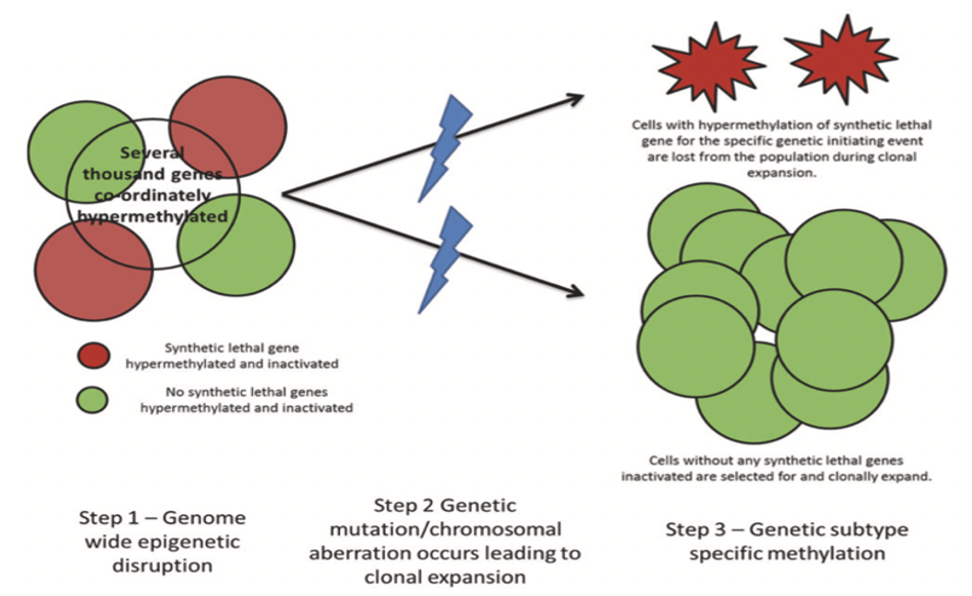 Several
thousand genes
co-ordinately
hypermethylated
Synthetic lethal gene
hypermethylated and inactivated
No synthetic lethal genes
hypermethylated and inactivated
Cells with hypermethylation of synthetic lethal
gene for the specific genetic initiating event
are lost from the population during clonal
expansion.
Cells without any synthetic lethal genes
inactivated are selected for and clonally expand.
Step 1 – Genome
wide epigenetic
disruption
Step 2 Genetic
mutation/chromosomal
aberration occurs leading to
clonal expansion
Step 3 – Genetic subtype
specific methylation